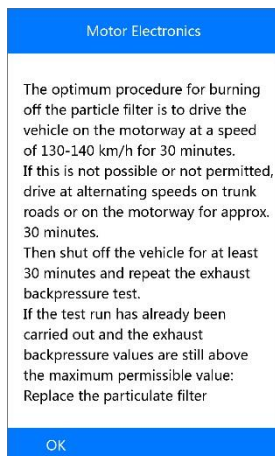 Motor Electronics
The optimum procedure for burning
off the particle filter is to drive the
vehicle on the motorway at a speed
of 130-140 km/h for 30 minutes.
If this is not possible or not permitted,
drive at alternating speeds on trunk
roads or on the motorway for approx.
30 minutes.
Then shut off the vehicle for at least
30 minutes and repeat the exhaust
backpressure test.
If the test run has already been
carried out and the exhaust
backpressure values are still above
the maximum permissible value:
Replace the particulate filter
OK